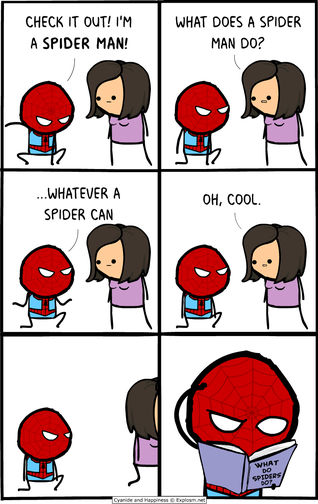 CHECK IT OUT! I'M
A SPIDER MAN!
WHAT DOES A SPIDER
MAN DO?
...WHATEVER A
SPIDER CAN
OH, COOL.
WHAT
DO
SPIDERS
DO?
Cyanide and Happiness © Explosm.net